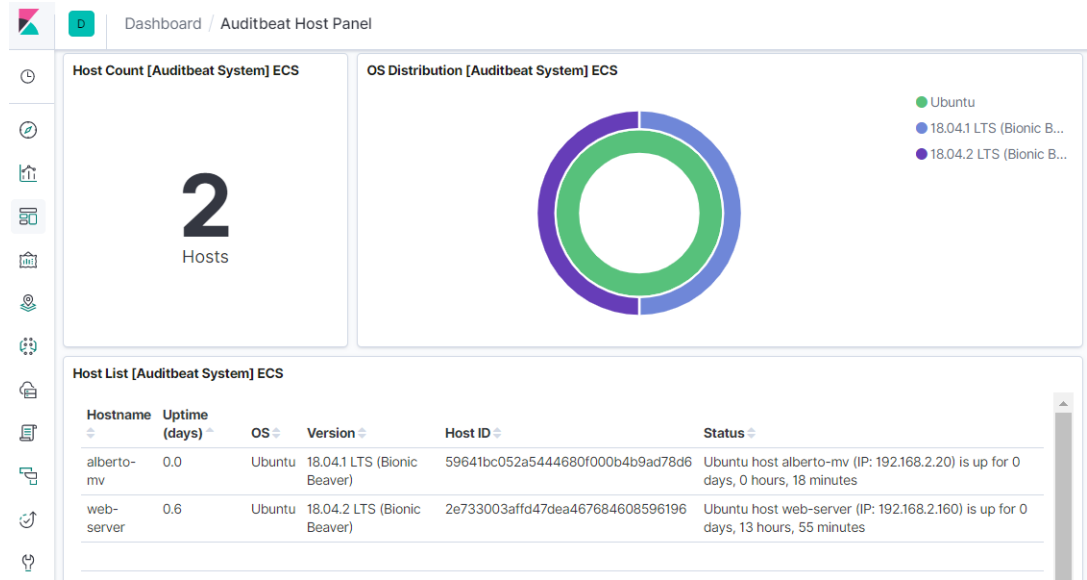 D Dashboard / Auditbeat Host Panel
Host Count [Auditbeat System] ECS
2
Hosts
OS Distribution [Auditbeat System] ECS
Ubuntu
18.04.1 LTS (Bionic B...
18.04.2 LTS (Bionic B...
Host List [Auditbeat System] ECS
Hostname Uptime (days) OS Version Host ID Status
alberto- 0.0 Ubuntu 18.04.1 LTS (Bionic 59641bc052a5444680f000b4b9ad78d6 Ubuntu host alberto-mv (IP: 192.168.2.20) is up for 0
mv Beaver) days, 0 hours, 18 minutes
web- 0.6 Ubuntu 18.04.2 LTS (Bionic 2e733003affd47dea467684608596196 Ubuntu host web-server (IP: 192.168.2.160) is up for 0
server Beaver) days, 13 hours, 55 minutes